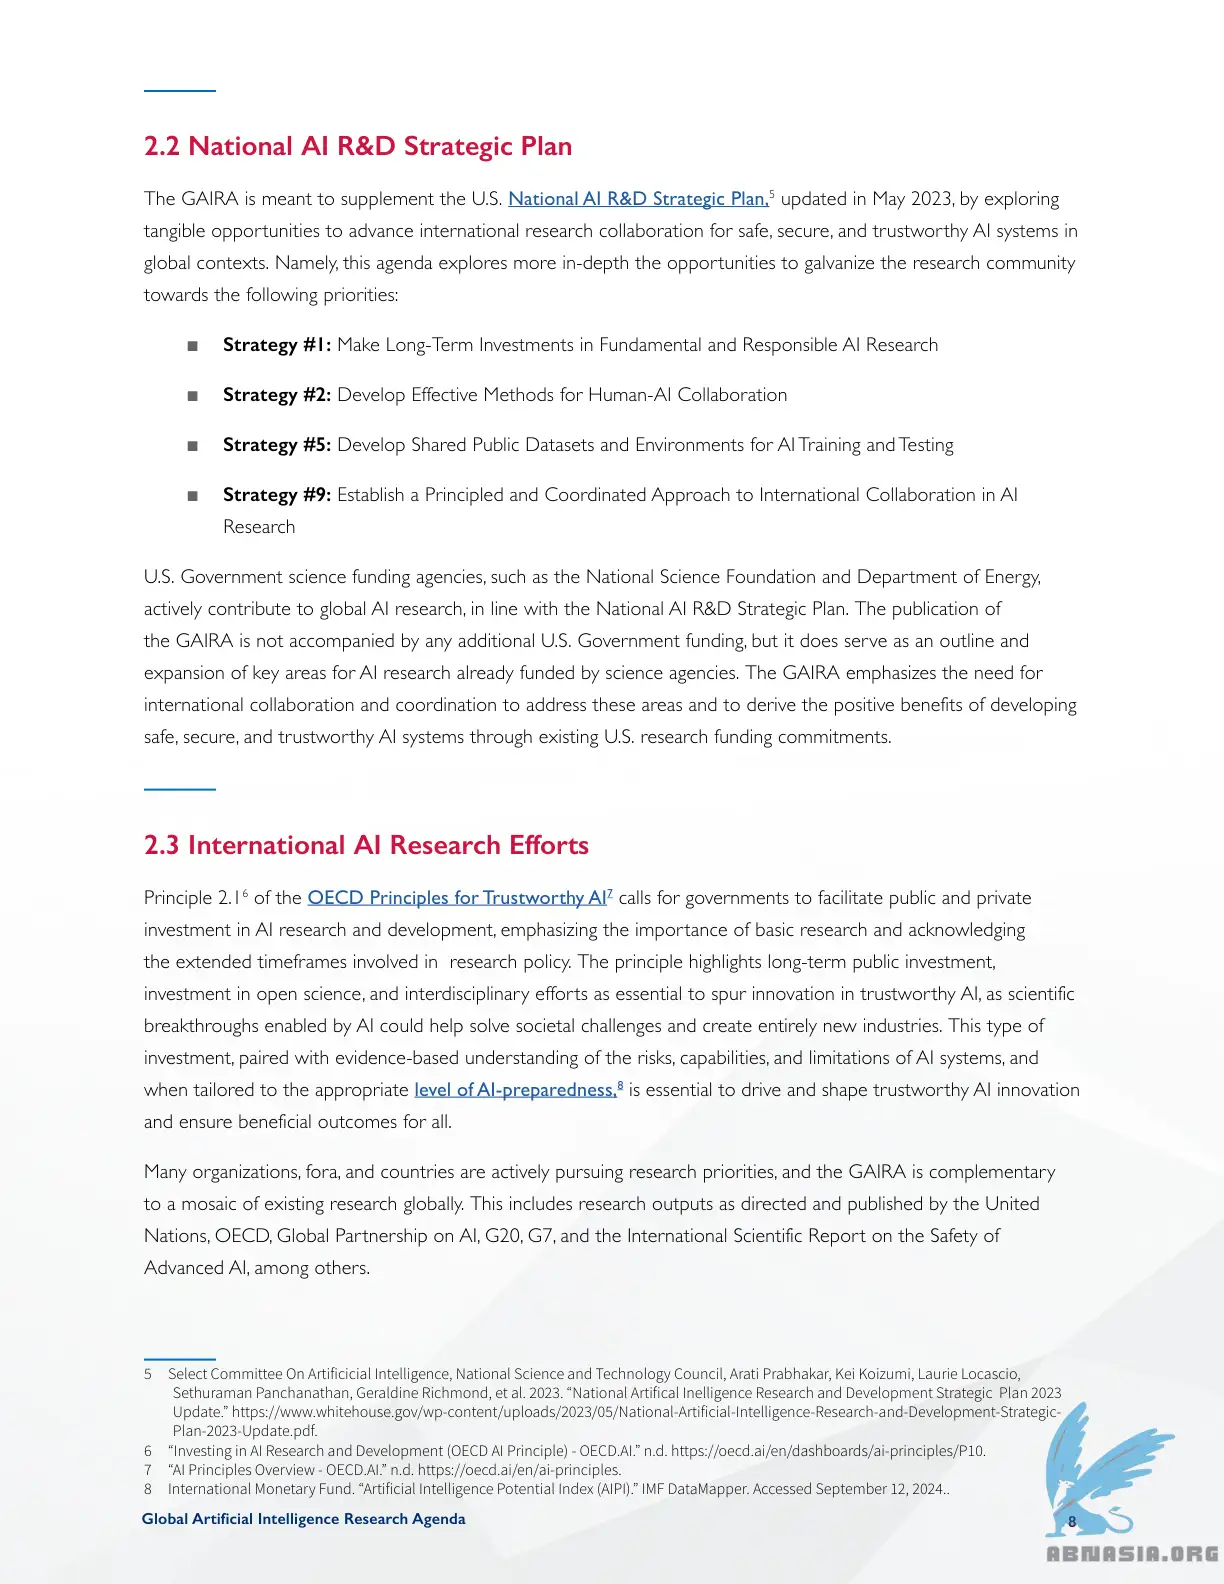 2.2 National AI R&D Strategic Plan
The GAIRA is meant to supplement the U.S. National AI R&D Strategic Plan,5 updated in May 2023, by exploring
tangible opportunities to advance international research collaboration for safe, secure, and trustworthy AI systems in
global contexts. Namely, this agenda explores more in-depth the opportunities to galvanize the research community
towards the following priorities:
■ Strategy #1: Make Long-Term Investments in Fundamental and Responsible AI Research
■ Strategy #2: Develop Effective Methods for Human-AI Collaboration
■ Strategy #5: Develop Shared Public Datasets and Environments for AI Training and Testing
■ Strategy #9: Establish a Principled and Coordinated Approach to International Collaboration in AI
Research
U.S. Government science funding agencies, such as the National Science Foundation and Department of Energy,
actively contribute to global AI research, in line with the National AI R&D Strategic Plan. The publication of
the GAIRA is not accompanied by any additional U.S. Government funding, but it does serve as an outline and
expansion of key areas for AI research already funded by science agencies. The GAIRA emphasizes the need for
international collaboration and coordination to address these areas and to derive the positive benefits of developing
safe, secure, and trustworthy AI systems through existing U.S. research funding commitments.
2.3 International AI Research Efforts
Principle 2.16 of the OECD Principles for Trustworthy AI7 calls for governments to facilitate public and private
investment in AI research and development, emphasizing the importance of basic research and acknowledging
the extended timeframes involved in  research policy. The principle highlights long-term public investment,
investment in open science, and interdisciplinary efforts as essential to spur innovation in trustworthy AI, as scientific
breakthroughs enabled by AI could help solve societal challenges and create entirely new industries. This type of
investment, paired with evidence-based understanding of the risks, capabilities, and limitations of AI systems, and
when tailored to the appropriate level of AI-preparedness,8 is essential to drive and shape trustworthy AI innovation
and ensure beneficial outcomes for all.
Many organizations, fora, and countries are actively pursuing research priorities, and the GAIRA is complementary
to a mosaic of existing research globally. This includes research outputs as directed and published by the United
Nations, OECD, Global Partnership on AI, G20, G7, and the International Scientific Report on the Safety of
Advanced AI, among others.
5 Select Committee On Artificicial Intelligence, National Science and Technology Council, Arati Prabhakar, Kei Koizumi, Laurie Locascio,
Sethuraman Panchanathan, Geraldine Richmond, et al. 2023. “National Artifical Inelligence Research and Development Strategic  Plan 2023
Update.” https://www.whitehouse.gov/wp-content/uploads/2023/05/National-Artificial-Intelligence-Research-and-Development-Strategic-
Plan-2023-Update.pdf.
6 “Investing in AI Research and Development (OECD AI Principle) - OECD.AI.” n.d. https://oecd.ai/en/dashboards/ai-principles/P10.
7 “AI Principles Overview - OECD.AI.” n.d. https://oecd.ai/en/ai-principles.
8 International Monetary Fund. “Artificial Intelligence Potential Index (AIPI).” IMF DataMapper. Accessed September 12, 2024..
Global Artificial Intelligence Research Agenda
8
ABNASIA.ORG